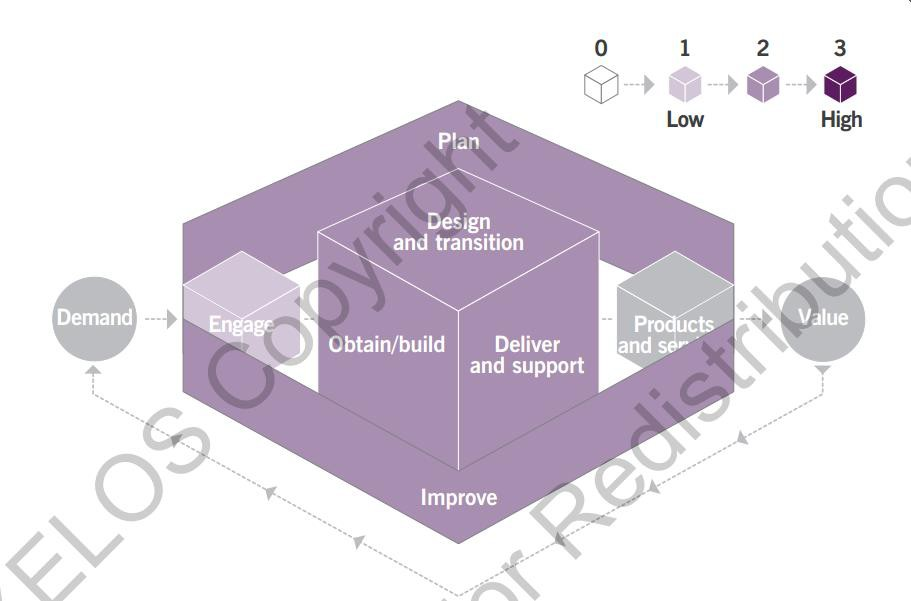 0 1 2 3
Low High
Plan
Design
and transition
Demand
Engage
Obtain/build
Deliver
and support
Products
and
Value
Improve
Copyright